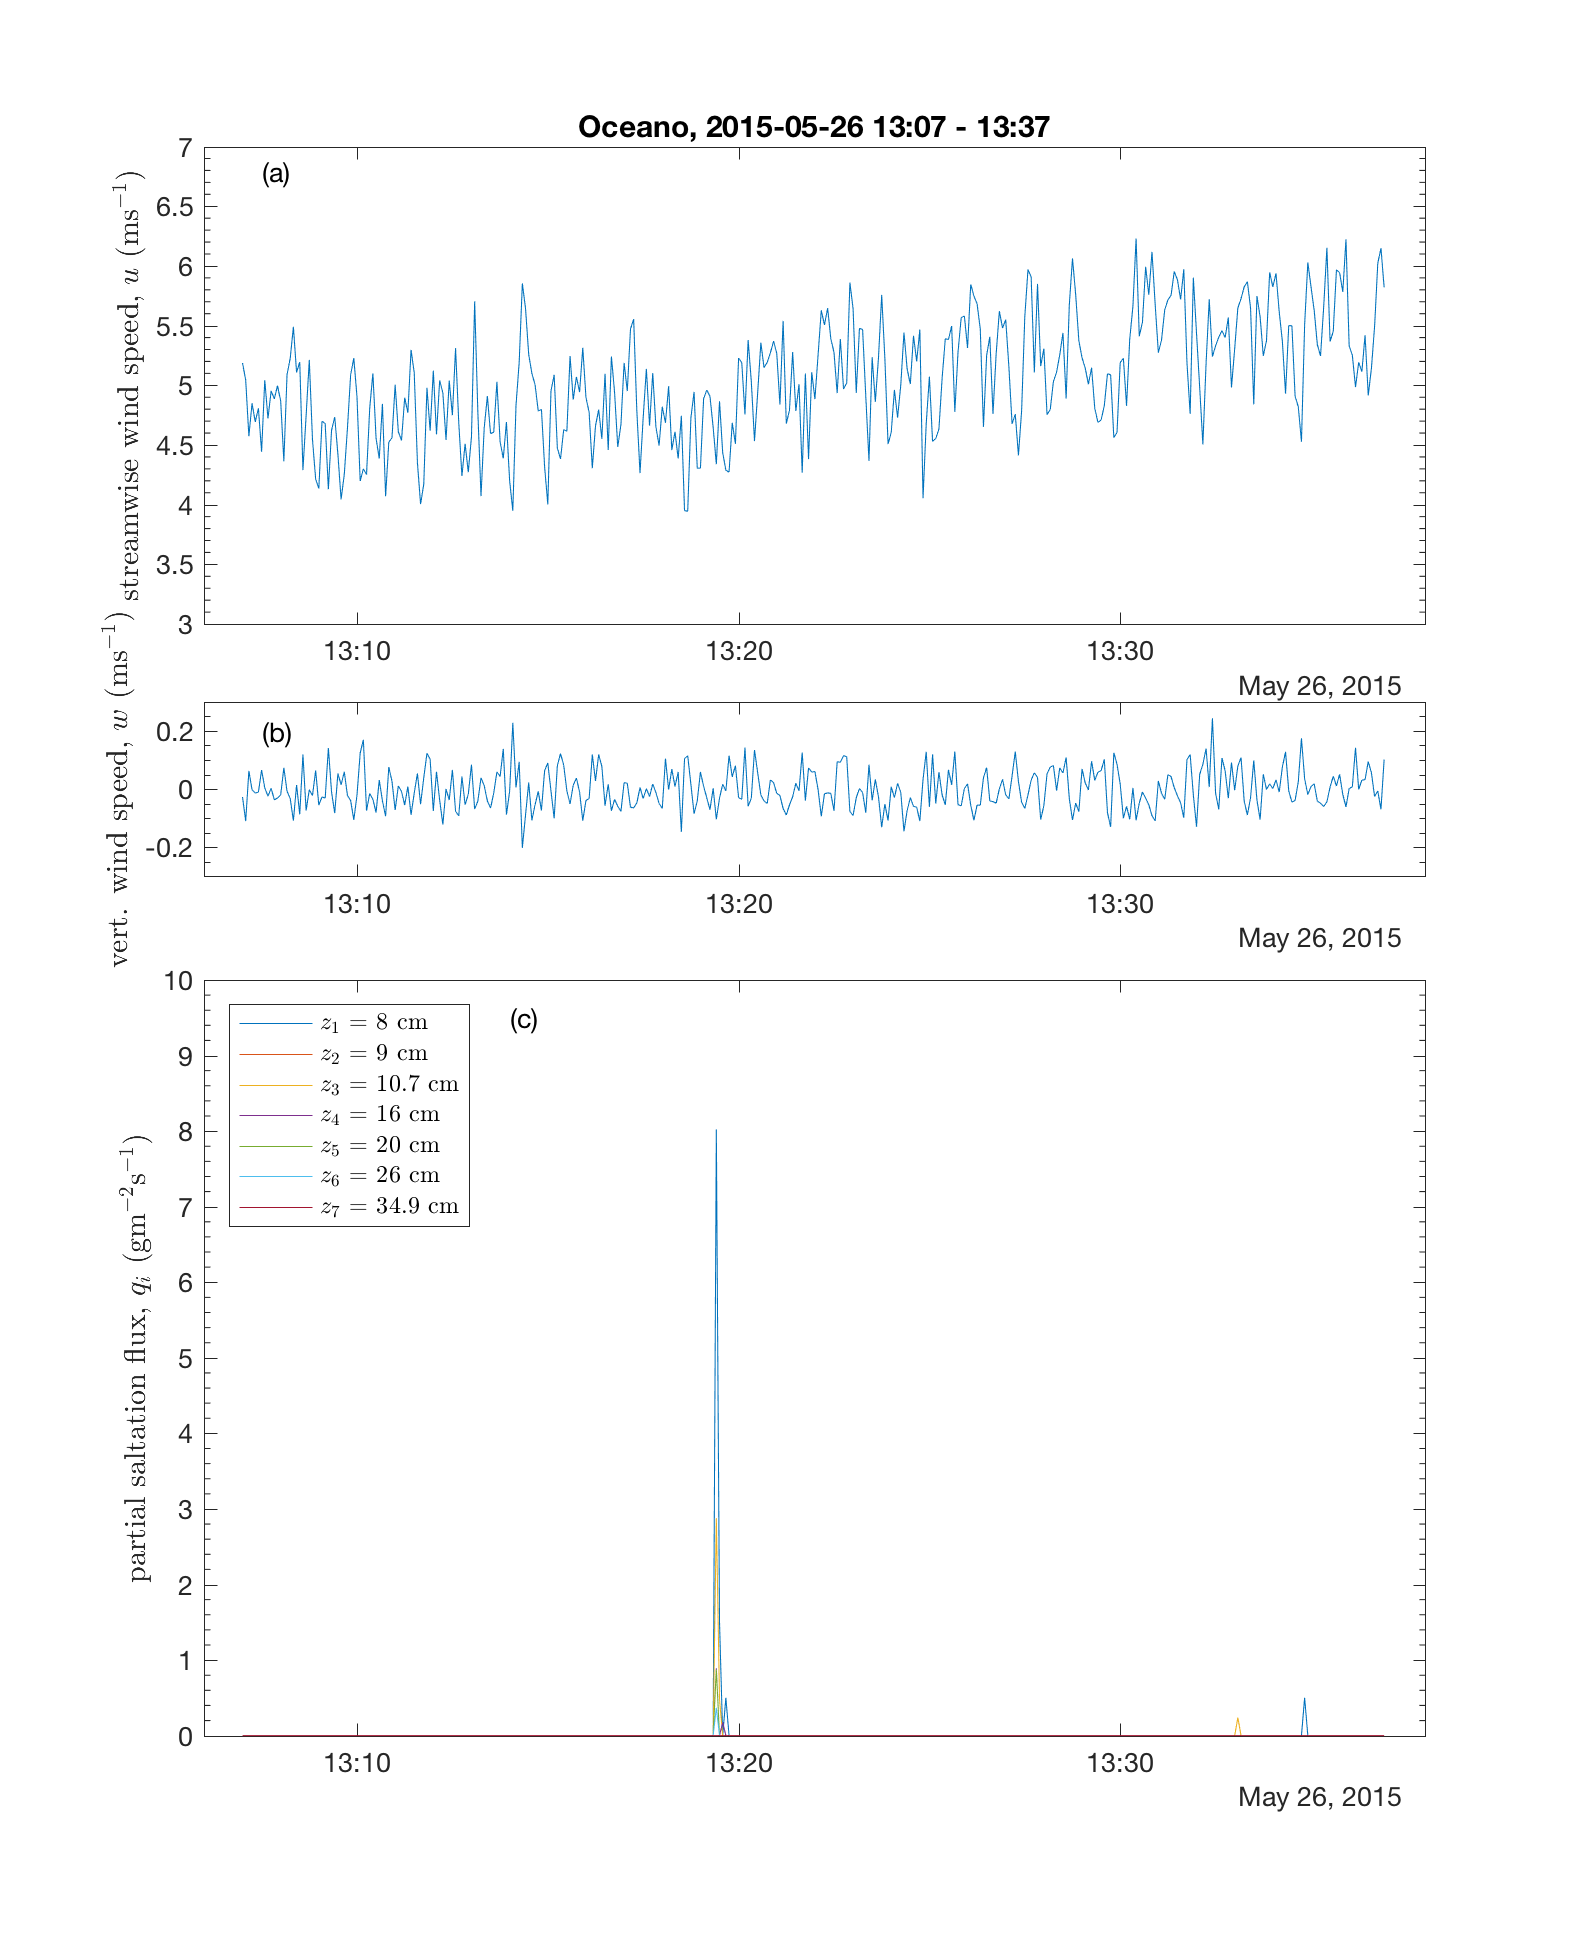 Oceano, 2015-05-26 13:07 - 13:37
(a)
streamwise wind speed, u (ms⁻¹)
7
6.5
6
5.5
5
4.5
4
3.5
3
13:10 13:20 13:30
May 26, 2015
(b)
vert. wind speed, w (ms⁻¹)
0.2
0
-0.2
13:10 13:20 13:30
May 26, 2015
(c)
partial saltation flux, qᵢ (gm⁻²s⁻¹)
10
9
8
7
6
5
4
3
2
1
0
z₁ = 8 cm
z₂ = 9 cm
z₃ = 10.7 cm
z₄ = 16 cm
z₅ = 20 cm
z₆ = 26 cm
z₇ = 34.9 cm
13:10 13:20 13:30
May 26, 2015